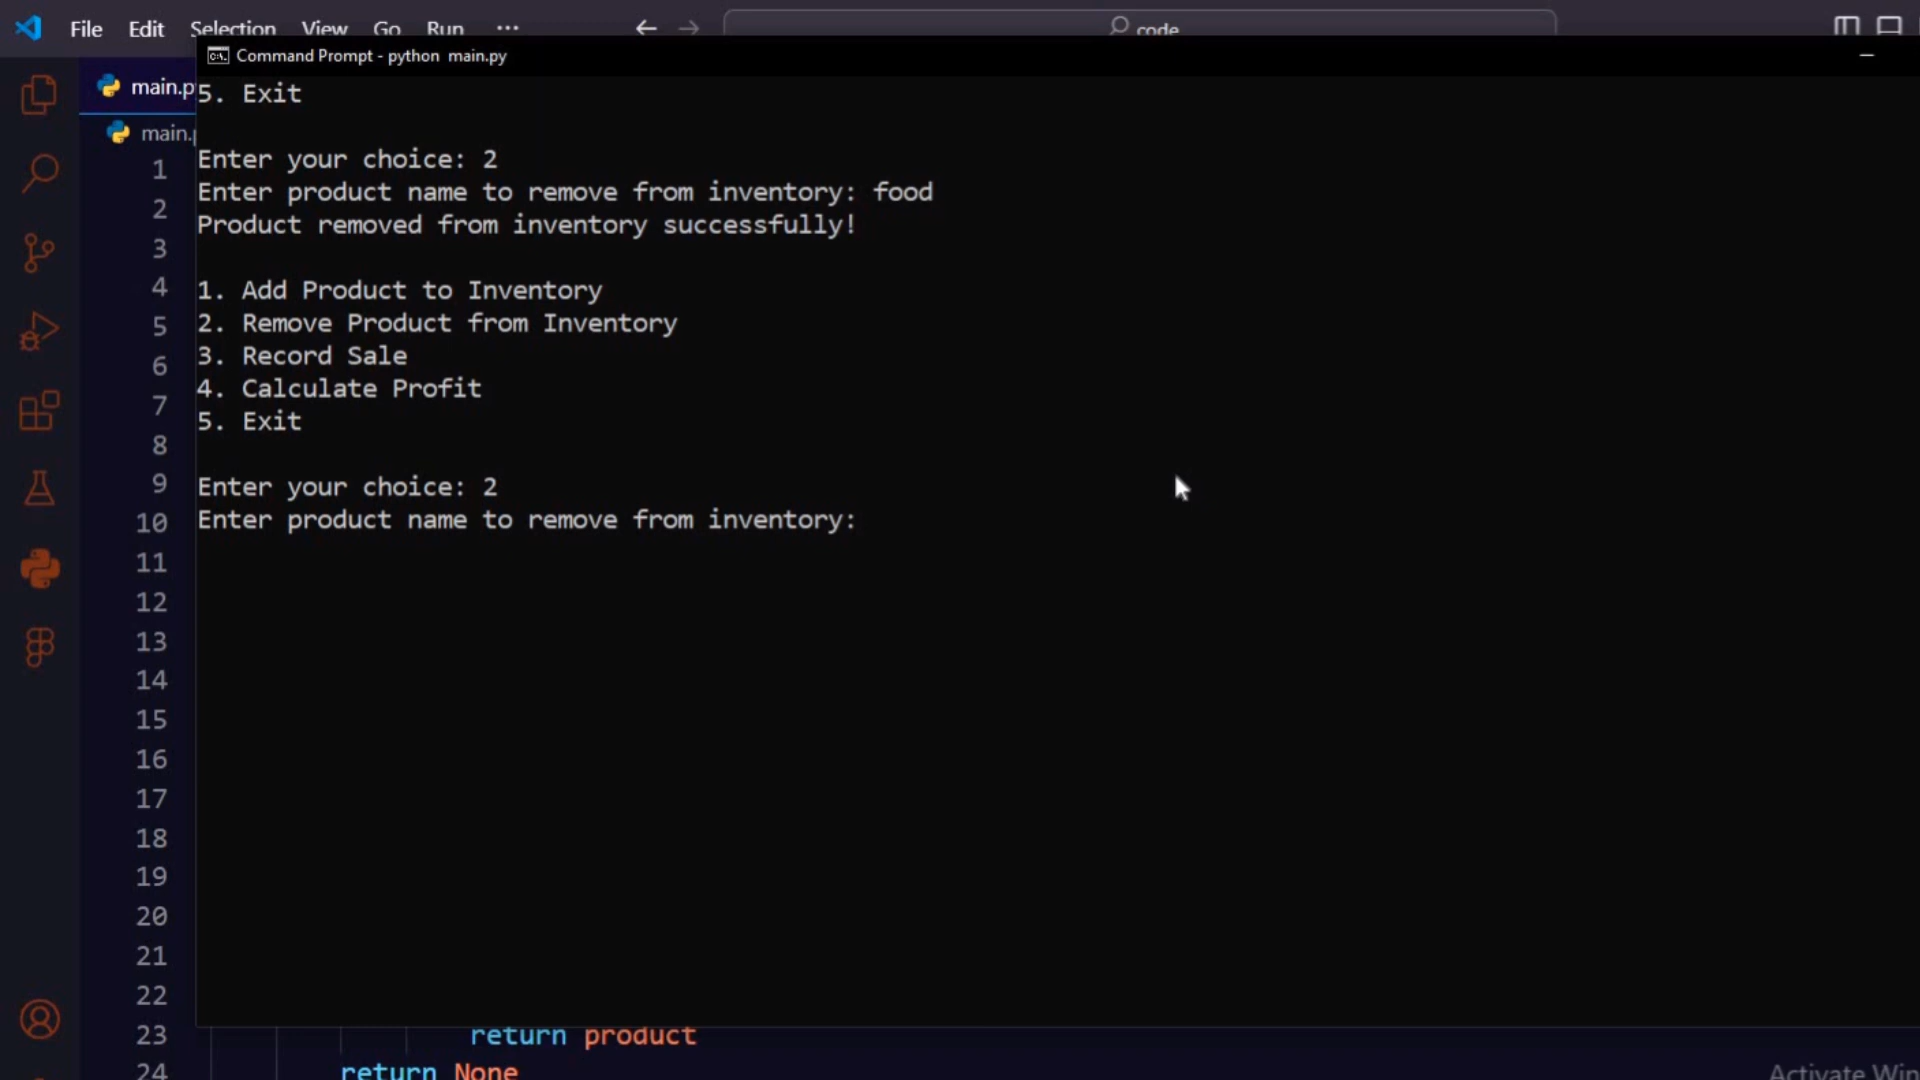 File Edit Selection View Go Run ... code
Command Prompt - python main.py
main.py
main.p
5. Exit
Enter your choice: 2
Enter product name to remove from inventory: food
Product removed from inventory successfully!
1. Add Product to Inventory
2. Remove Product from Inventory
3. Record Sale
4. Calculate Profit
5. Exit
Enter your choice: 2
Enter product name to remove from inventory:
1
2
3
4
5
6
7
8
9
10
11
12
13
14
15
16
17
18
19
20
21
22
23 return product
24 return None
Activate Win